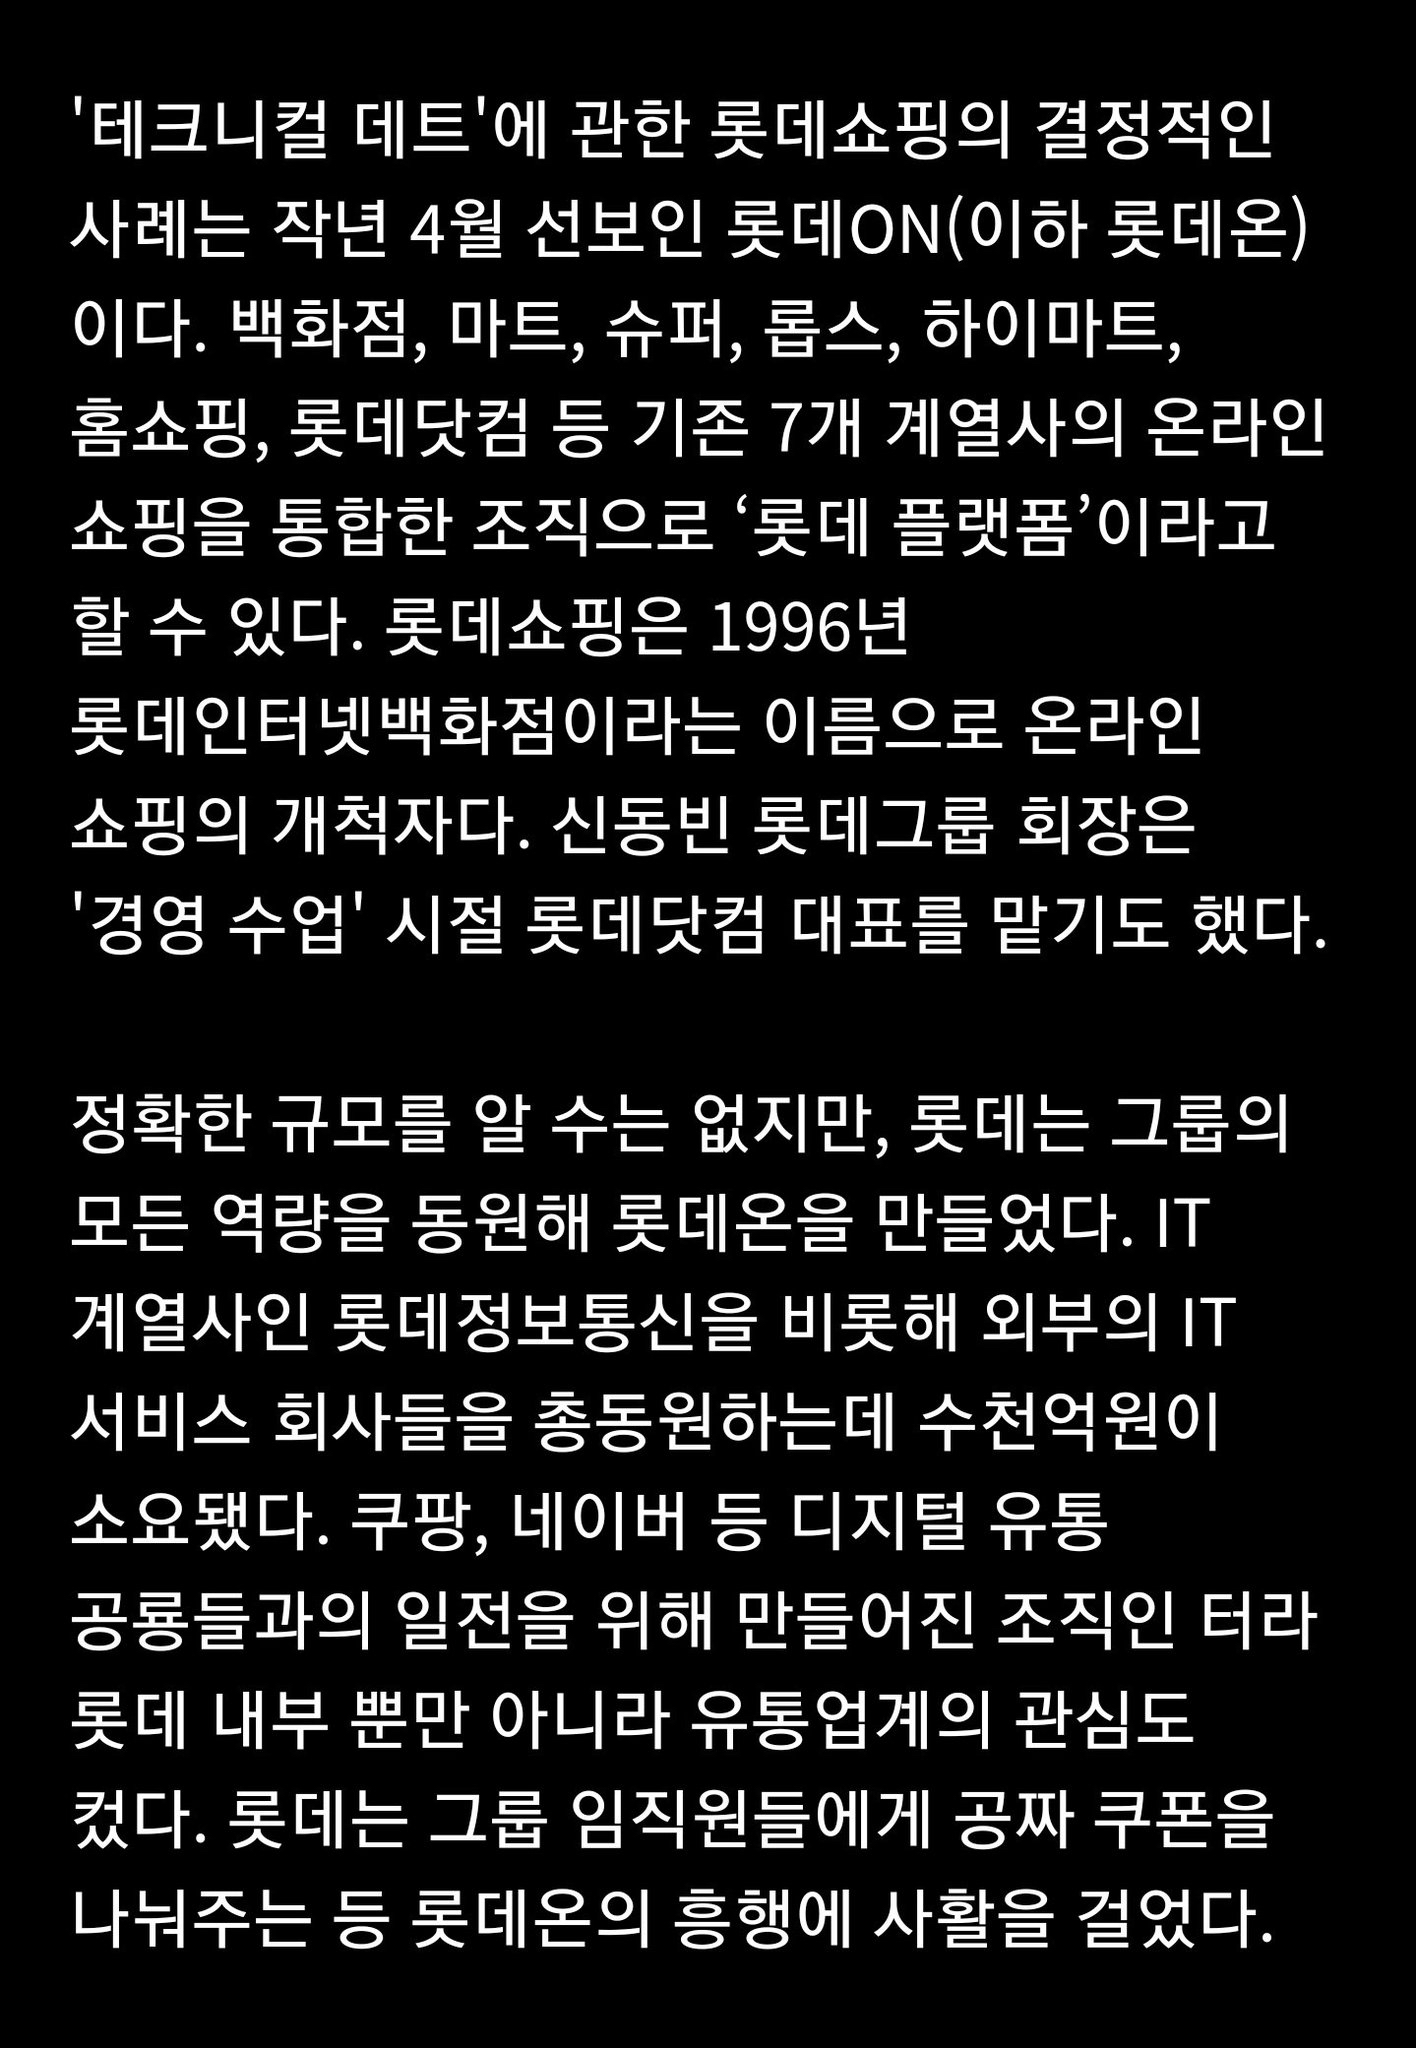 '테크니컬 데트'에 관한 롯데쇼핑의 결정적인
사례는 작년 4월 선보인 롯데ON(이하 롯데온)
이다. 백화점, 마트, 슈퍼, 롭스, 하이마트,
홈쇼핑, 롯데닷컴 등 기존 7개 계열사의 온라인
쇼핑을 통합한 조직으로 ‘롯데 플랫폼’이라고
할 수 있다. 롯데쇼핑은 1996년
롯데인터넷백화점이라는 이름으로 온라인
쇼핑의 개척자다. 신동빈 롯데그룹 회장은
'경영 수업' 시절 롯데닷컴 대표를 맡기도 했다.
정확한 규모를 알 수는 없지만, 롯데는 그룹의
모든 역량을 동원해 롯데온을 만들었다. IT
계열사인 롯데정보통신을 비롯해 외부의 IT
서비스 회사들을 총동원하는데 수천억원이
소요됐다. 쿠팡, 네이버 등 디지털 유통
공룡들과의 일전을 위해 만들어진 조직인 터라
롯데 내부 뿐만 아니라 유통업계의 관심도
컸다. 롯데는 그룹 임직원들에게 공짜 쿠폰을
나눠주는 등 롯데온의 흥행에 사활을 걸었다.